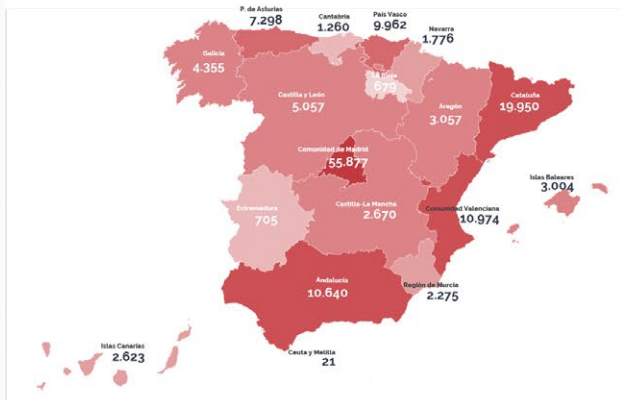 P. de Asturias
7.298
Cantabria
1.260
País Vasco
9.962
Navarra
1.776
Galicia
4.355
La Rioja
679
Castilla y León
5.057
Aragón
3.057
Cataluña
19.950
Comunidad de Madrid
55.877
Islas Baleares
3.004
Extremadura
705
Castilla-La Mancha
2.670
Comunidad Valenciana
10.974
Andalucía
10.640
Región de Murcia
2.275
Islas Canarias
2.623
Ceuta y Melilla
21